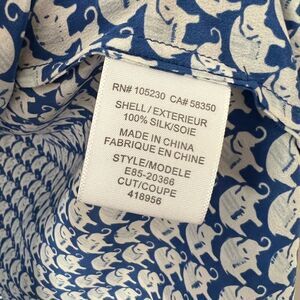 RN# 105230 CA# 58350
SHELL/EXTERIEUR
100% SILK/SOIE
MADE IN CHINA
FABRIQUE EN CHINE
STYLE/MODELE
E85-20366
CUT/COUPE
418956